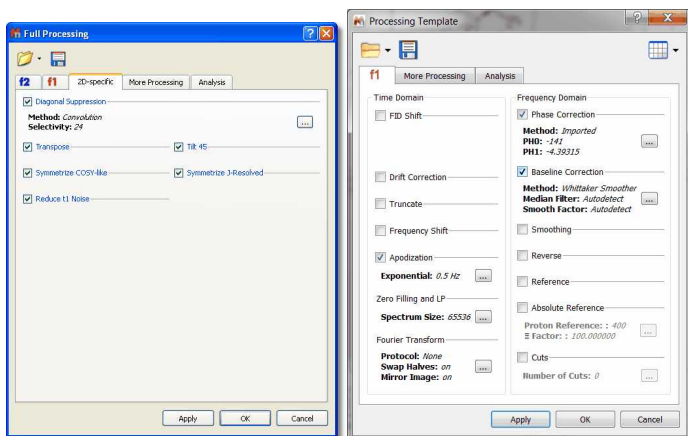 Full Processing
f2 f1 2D-specific More Processing Analysis
Diagonal Suppression
Method: Convolution
Selectivity: 24
...
Transpose
Tilt 45
Symmetrize COSY-like
Symmetrize J-Resolved
Reduce t1 Noise
Apply OK Cancel
Processing Template
f1 More Processing Analysis
Time Domain
FID Shift
Drift Correction
Truncate
Frequency Shift
Apodization
Exponential: 0.5 Hz ...
Zero Filling and LP
Spectrum Size: 65536 ...
Fourier Transform
Protocol: None
Swap Halves: on ...
Mirror Image: on
Frequency Domain
Phase Correction
Method: Imported
PH0: -141 ...
PH1: -4.39315
Baseline Correction
Method: Whittaker Smoother
Median Filter: Autodetect ...
Smooth Factor: Autodetect
Smoothing
Reverse
Reference
Absolute Reference
Proton Reference: : 400
Ξ Factor: : 100.000000 ...
Cuts
Number of Cuts: 0 ...
Apply OK Cancel